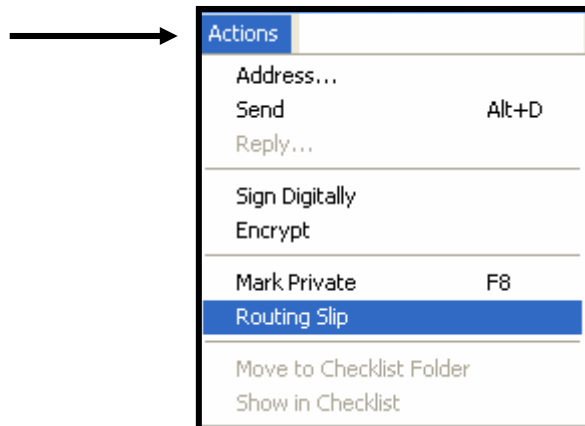 Actions
Address...
Send Alt+D
Reply...
Sign Digitally
Encrypt
Mark Private F8
Routing Slip
Move to Checklist Folder
Show in Checklist